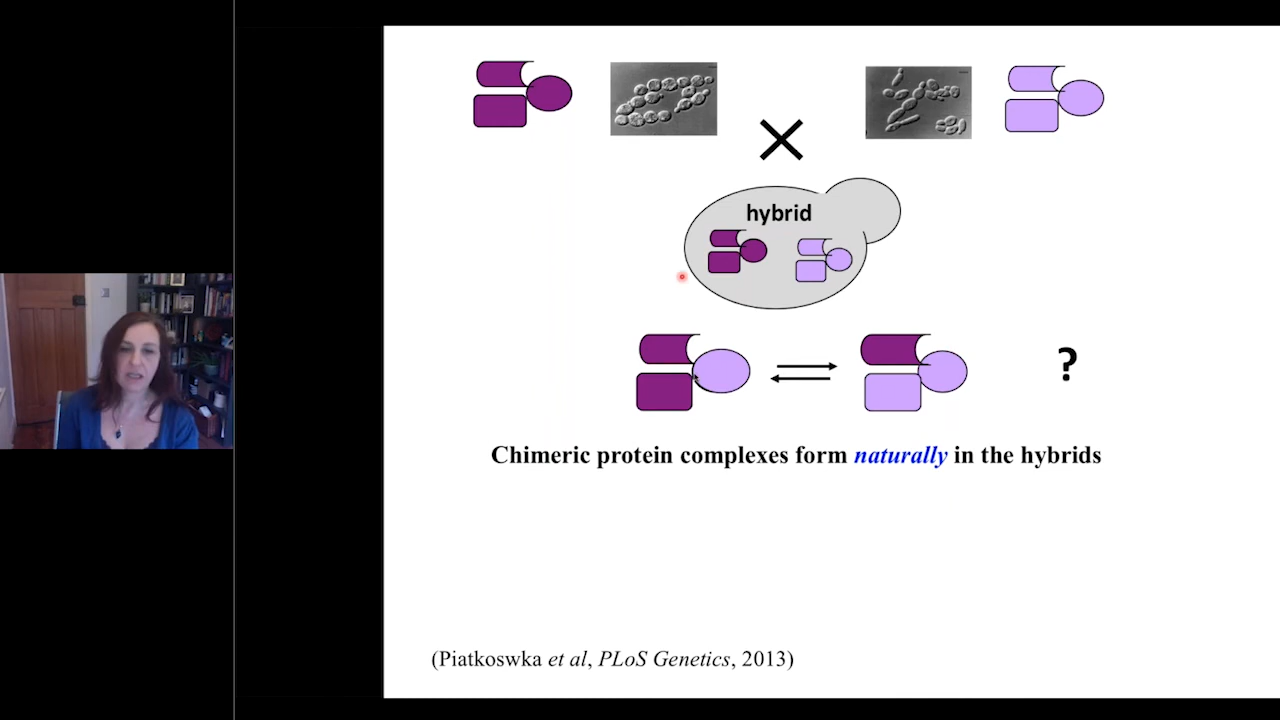 hybrid
?
Chimeric protein complexes form naturally in the hybrids
(Piatkoswka et al, PLoS Genetics, 2013)